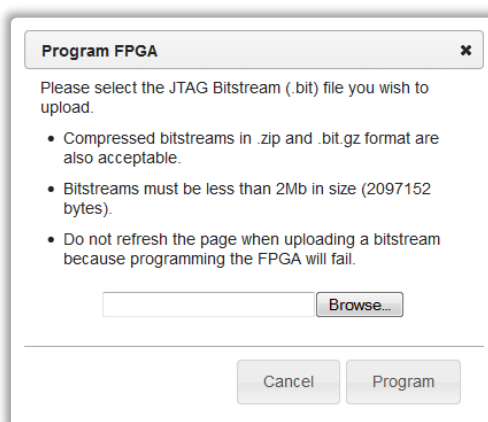 Program FPGA
Please select the JTAG Bitstream (.bit) file you wish to
upload.
• Compressed bitstreams in .zip and .bit.gz format are
also acceptable.
• Bitstreams must be less than 2Mb in size (2097152
bytes).
• Do not refresh the page when uploading a bitstream
because programming the FPGA will fail.
Browse...
Cancel Program